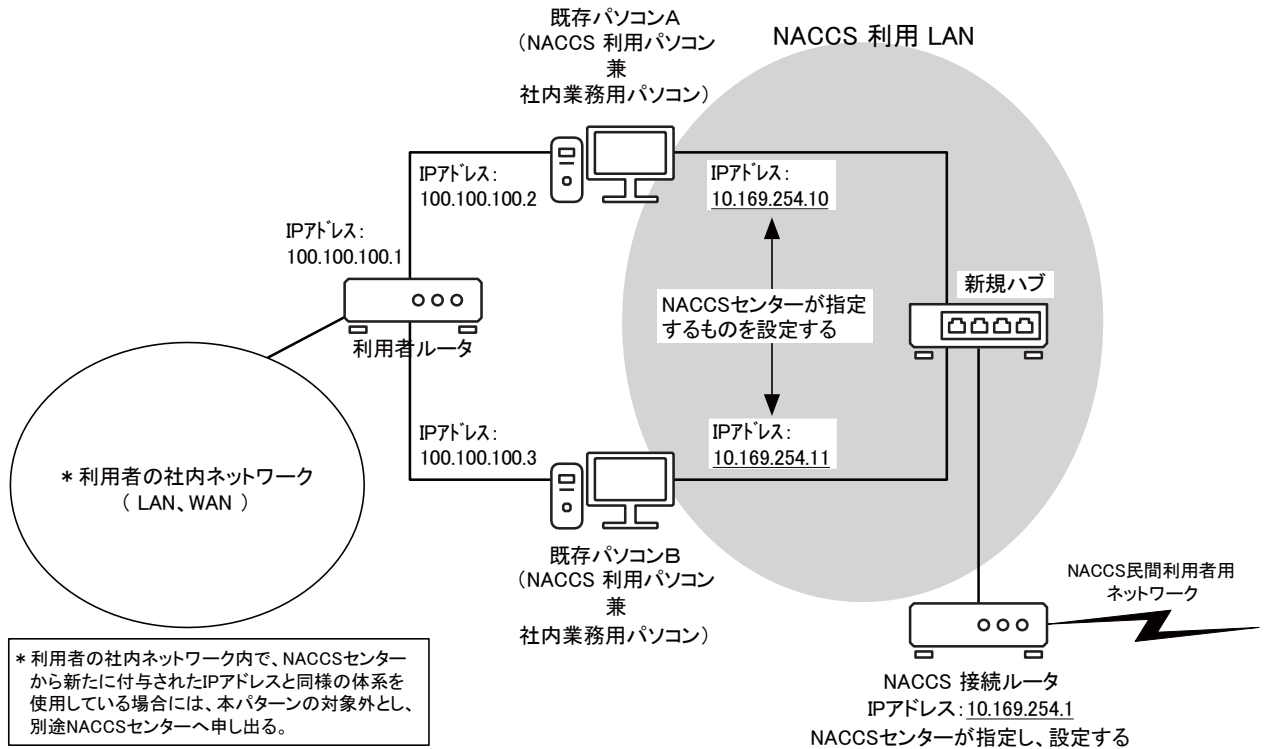 既存パソコンA
（NACCS 利用パソコン
兼
社内業務用パソコン）
NACCS 利用 LAN
IPアドレス：
100.100.100.2
IPアドレス：
10.169.254.10
IPアドレス：
100.100.100.1
新規ハブ
NACCSセンターが指定
するものを設定する
利用者ルータ
IPアドレス：
100.100.100.3
IPアドレス：
10.169.254.11
＊利用者の社内ネットワーク
（ LAN、WAN ）
既存パソコンB
（NACCS 利用パソコン
兼
社内業務用パソコン）
NACCS民間利用者用
ネットワーク
＊利用者の社内ネットワーク内で、NACCSセンター
から新たに付与されたIPアドレスと同様の体系を
使用している場合には、本パターンの対象外とし、
別途NACCSセンターへ申し出る。
NACCS 接続ルータ
IPアドレス：10.169.254.1
NACCSセンターが指定し、設定する